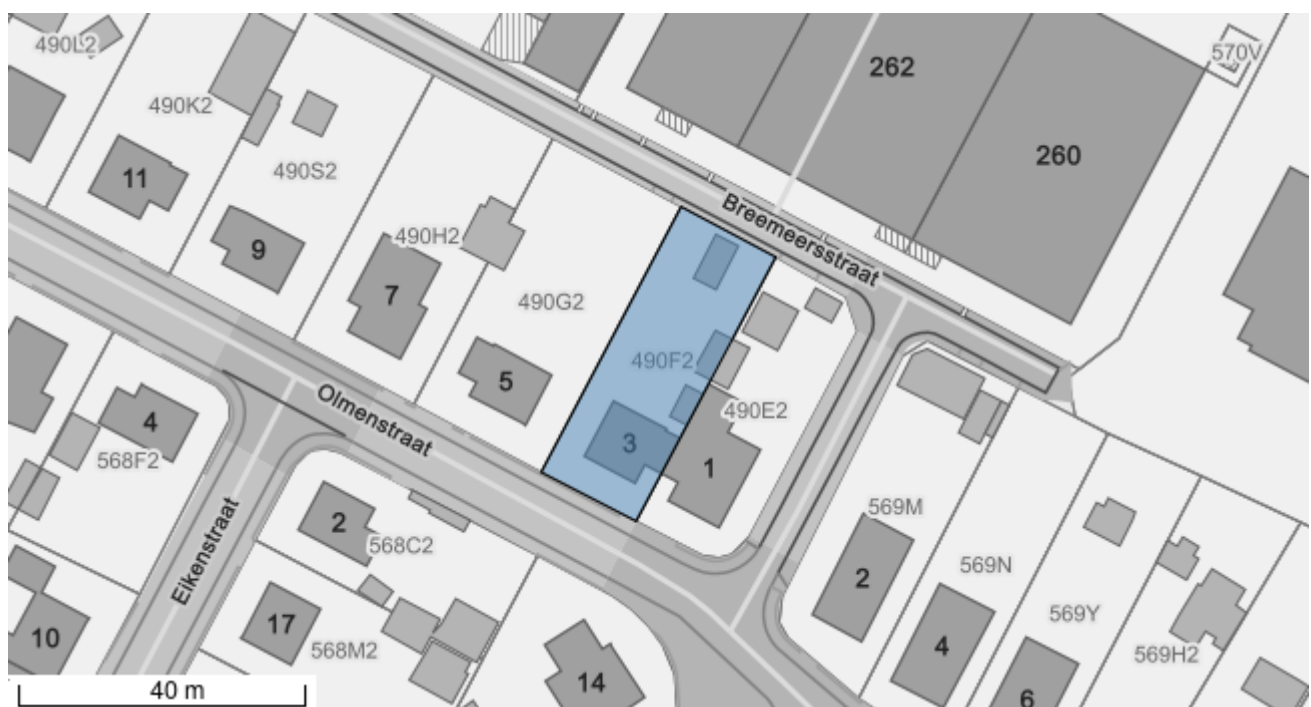 490L2
570V
262
490K2
260
490S2
11
Breemeersstraat
490H2
9
7
490G2
490F2
5
Olmenstraat
490E2
4
3
1
568F2
569M
2
568C2
Eikenstraat
2
569N
17
569Y
10
4
568M2
569H2
14
6
40 m